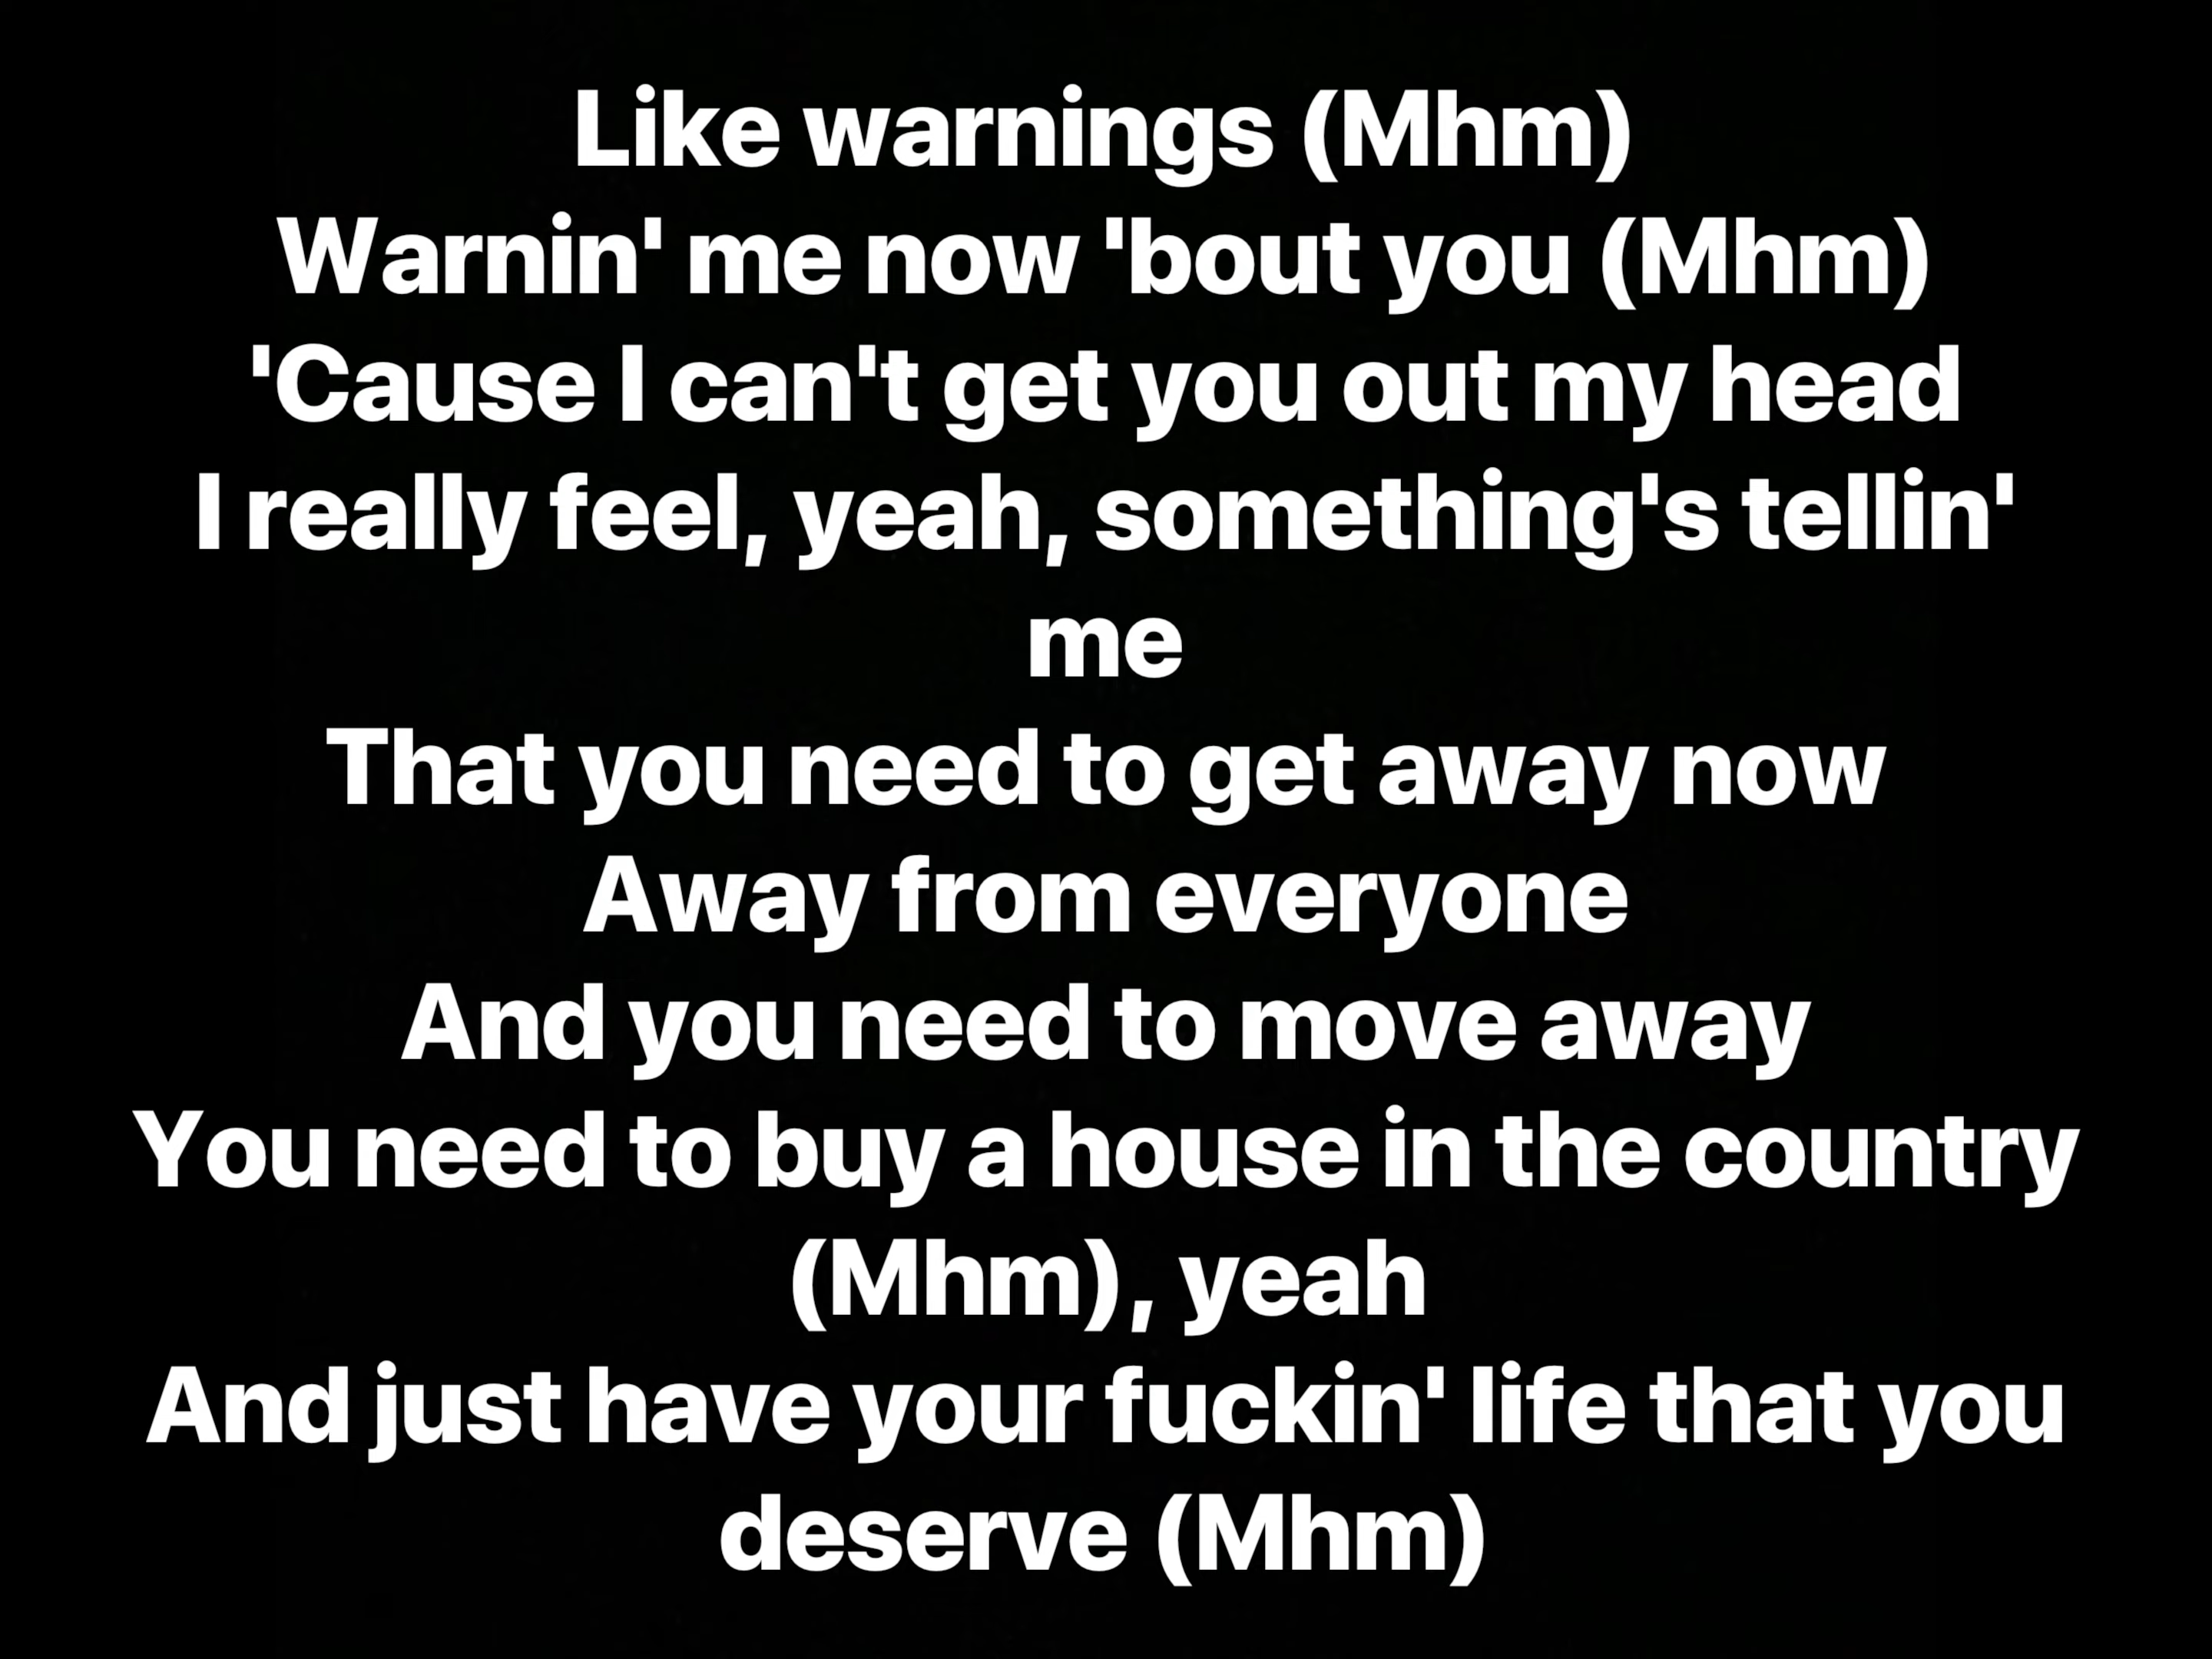 Like warnings (Mhm)
Warnin' me now 'bout you (Mhm)
'Cause I can't get you out my head
I really feel, yeah, something's tellin'
me
That you need to get away now
Away from everyone
And you need to move away
You need to buy a house in the country
(Mhm), yeah
And just have your fuckin' life that you
deserve (Mhm)